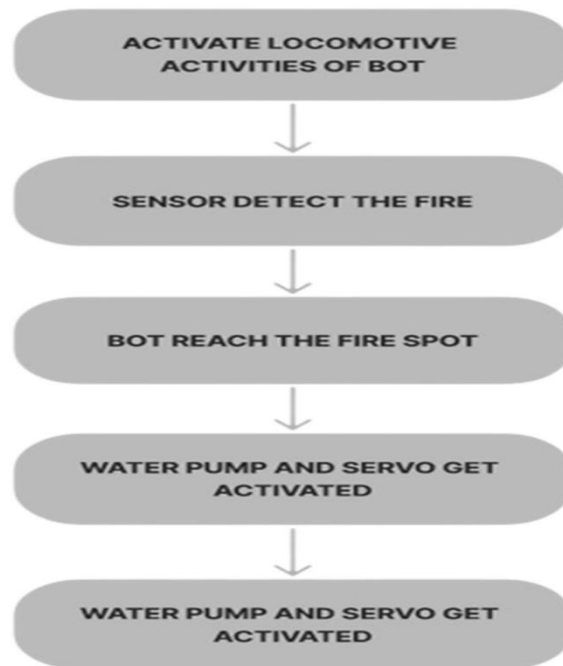 ACTIVATE LOCOMOTIVE
ACTIVITIES OF BOT
SENSOR DETECT THE FIRE
BOT REACH THE FIRE SPOT
WATER PUMP AND SERVO GET
ACTIVATED
WATER PUMP AND SERVO GET
ACTIVATED